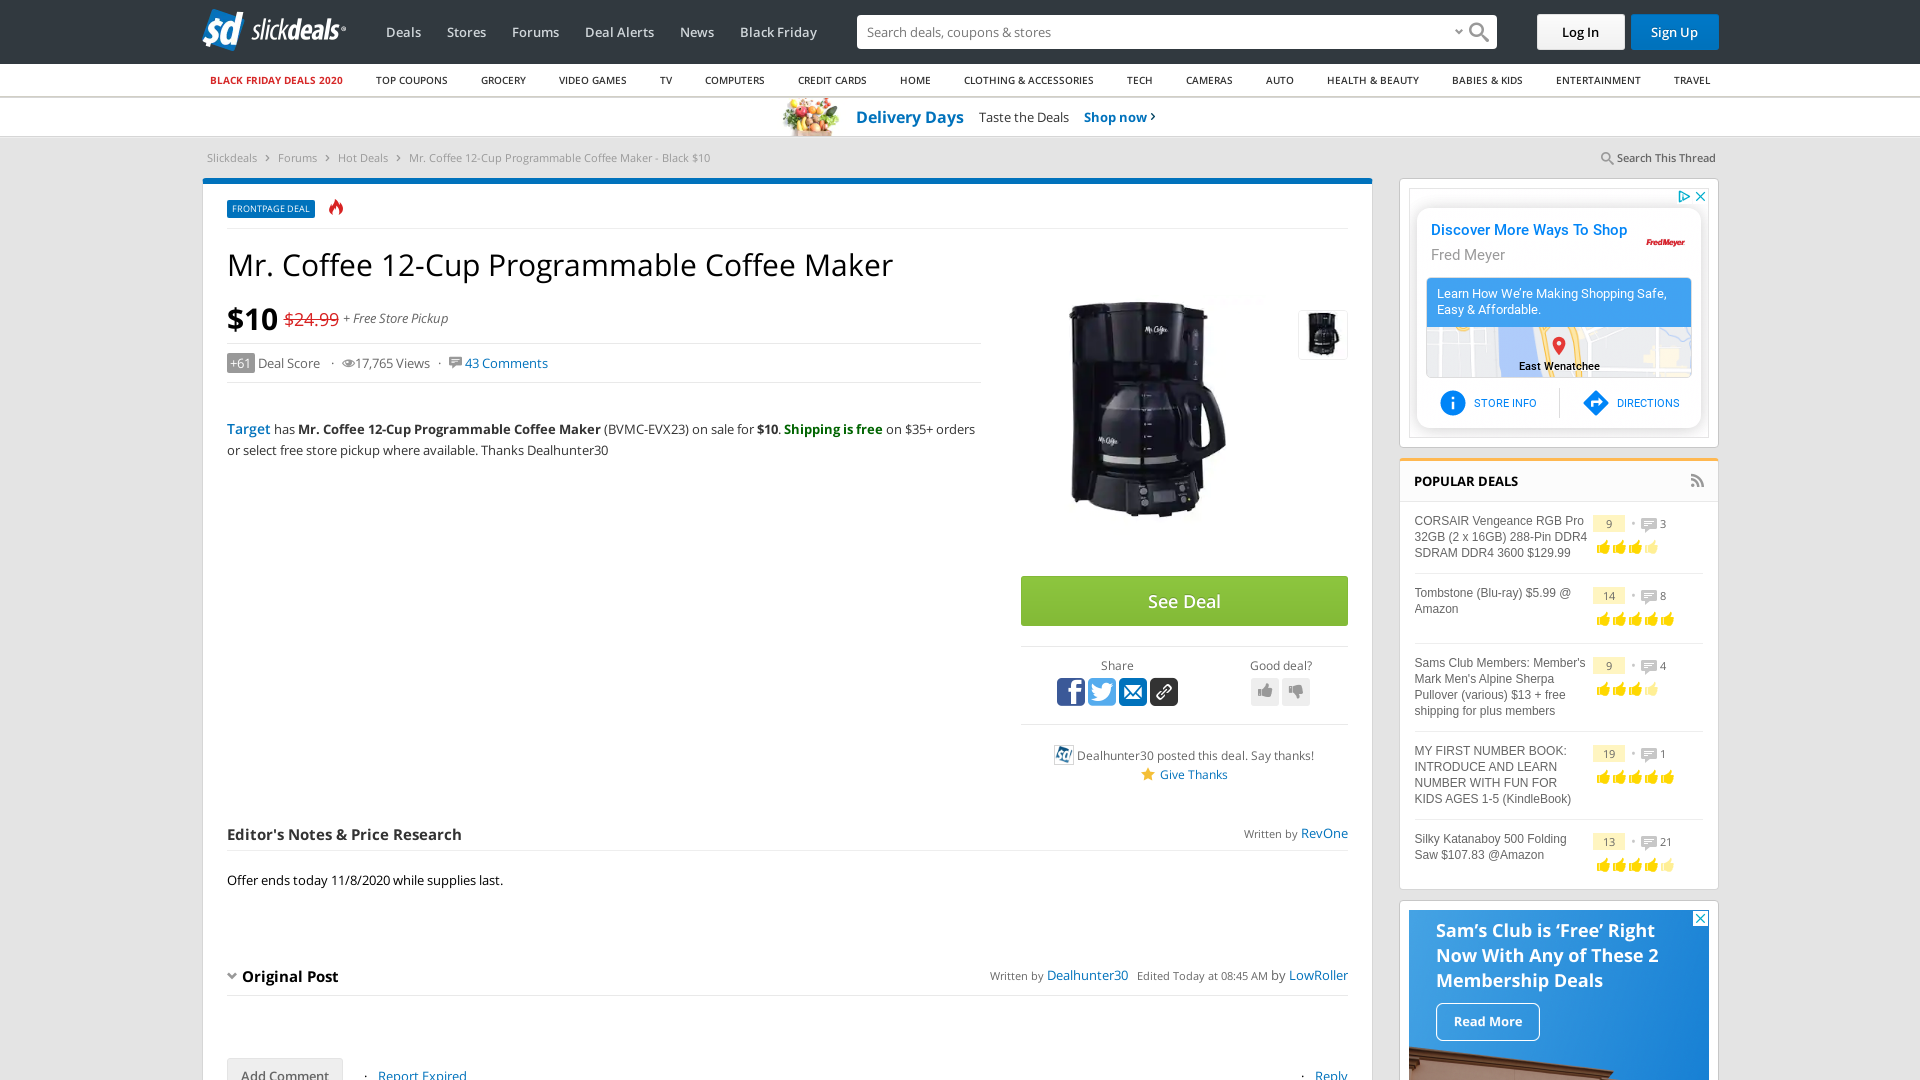 slickdeals
Deals
Stores
Forums
Deal Alerts
News
Black Friday
Search deals, coupons & stores
Log In
Sign Up
BLACK FRIDAY DEALS 2020
TOP COUPONS
GROCERY
VIDEO GAMES
TV
COMPUTERS
CREDIT CARDS
HOME
CLOTHING & ACCESSORIES
TECH
CAMERAS
AUTO
HEALTH & BEAUTY
BABIES & KIDS
ENTERTAINMENT
TRAVEL
Delivery Days Taste the Deals Shop now ›
Slickdeals › Forums › Hot Deals › Mr. Coffee 12-Cup Programmable Coffee Maker - Black $10
Search This Thread
FRONTPAGE DEAL
Mr. Coffee 12-Cup Programmable Coffee Maker
$10 $24.99 + Free Store Pickup
+61 Deal Score · 17,765 Views · 43 Comments
Target has Mr. Coffee 12-Cup Programmable Coffee Maker (BVMC-EVX23) on sale for $10. Shipping is free on $35+ orders
or select free store pickup where available. Thanks Dealhunter30
Mr. Coffee
Mr. Coffee
See Deal
Share
Good deal?
Dealhunter30 posted this deal. Say thanks!
Give Thanks
Editor's Notes & Price Research
Written by RevOne
Offer ends today 11/8/2020 while supplies last.
Original Post
Written by Dealhunter30 Edited Today at 08:45 AM by LowRoller
Add Comment
· Report Expired
· Reply
Discover More Ways To Shop
Fred Meyer
FredMeyer
Learn How We’re Making Shopping Safe,
Easy & Affordable.
East Wenatchee
STORE INFO
DIRECTIONS
POPULAR DEALS
CORSAIR Vengeance RGB Pro
32GB (2 x 16GB) 288-Pin DDR4
SDRAM DDR4 3600 $129.99
9 • 3
Tombstone (Blu-ray) $5.99 @
Amazon
14 • 8
Sams Club Members: Member's
Mark Men's Alpine Sherpa
Pullover (various) $13 + free
shipping for plus members
9 • 4
MY FIRST NUMBER BOOK:
INTRODUCE AND LEARN
NUMBER WITH FUN FOR
KIDS AGES 1-5 (KindleBook)
19 • 1
Silky Katanaboy 500 Folding
Saw $107.83 @Amazon
13 • 21
Sam’s Club is ‘Free’ Right
Now With Any of These 2
Membership Deals
Read More